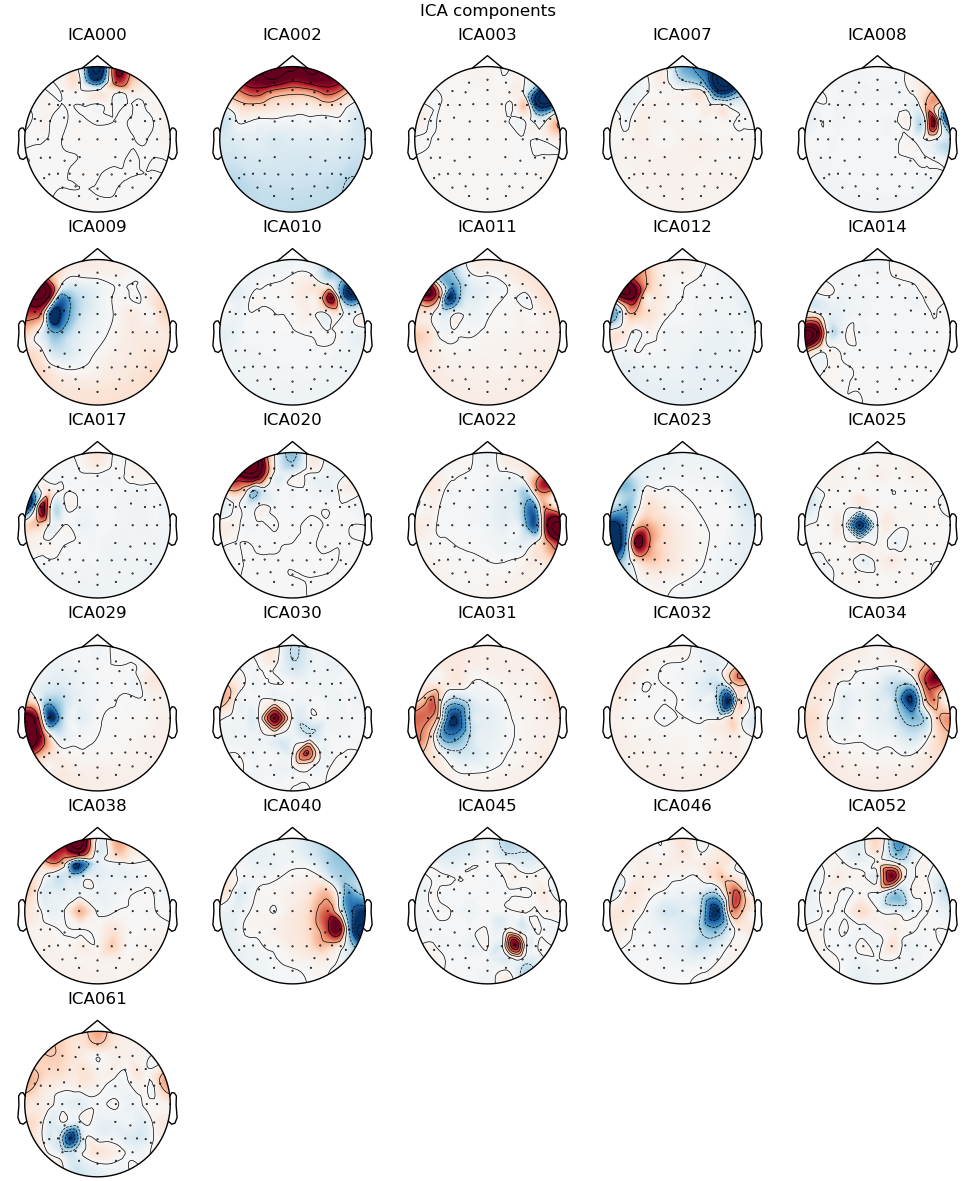 ICA components
ICA000 ICA002 ICA003 ICA007 ICA008
ICA009 ICA010 ICA011 ICA012 ICA014
ICA017 ICA020 ICA022 ICA023 ICA025
ICA029 ICA030 ICA031 ICA032 ICA034
ICA038 ICA040 ICA045 ICA046 ICA052
ICA061